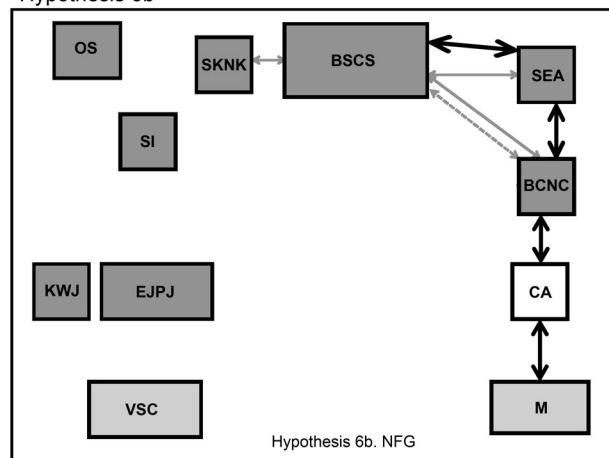 Hypothesis 6b
OS
SKNK
BSCS
SEA
SI
BCNC
KWJ
EJPJ
CA
VSC
M
Hypothesis 6b. NFG